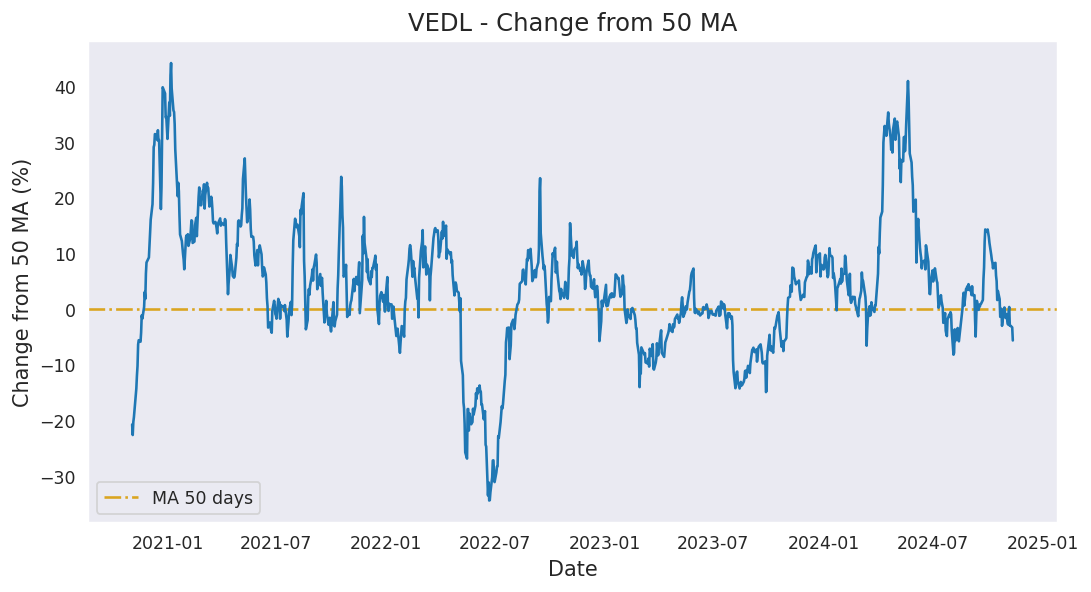 VEDL - Change from 50 MA
Change from 50 MA (%)
40
30
20
10
0
−10
−20
−30
MA 50 days
2021-01 2021-07 2022-01 2022-07 2023-01 2023-07 2024-01 2024-07 2025-01
Date